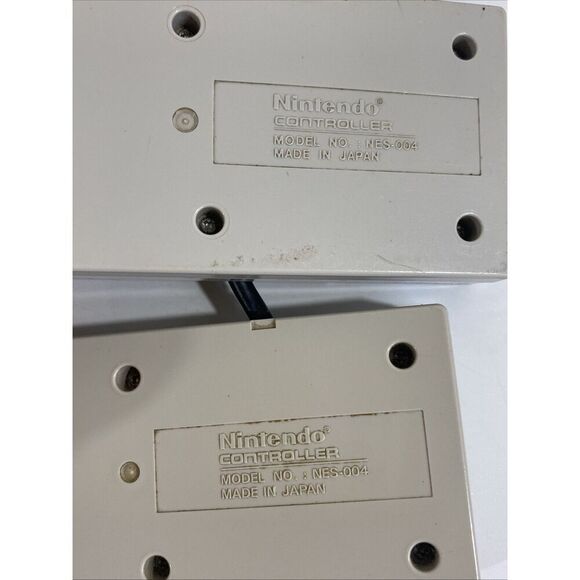 Nintendo®
CONTROLLER
MODEL NO. : NES-004
MADE IN JAPAN
Nintendo®
CONTROLLER
MODEL NO. : NES-004
MADE IN JAPAN